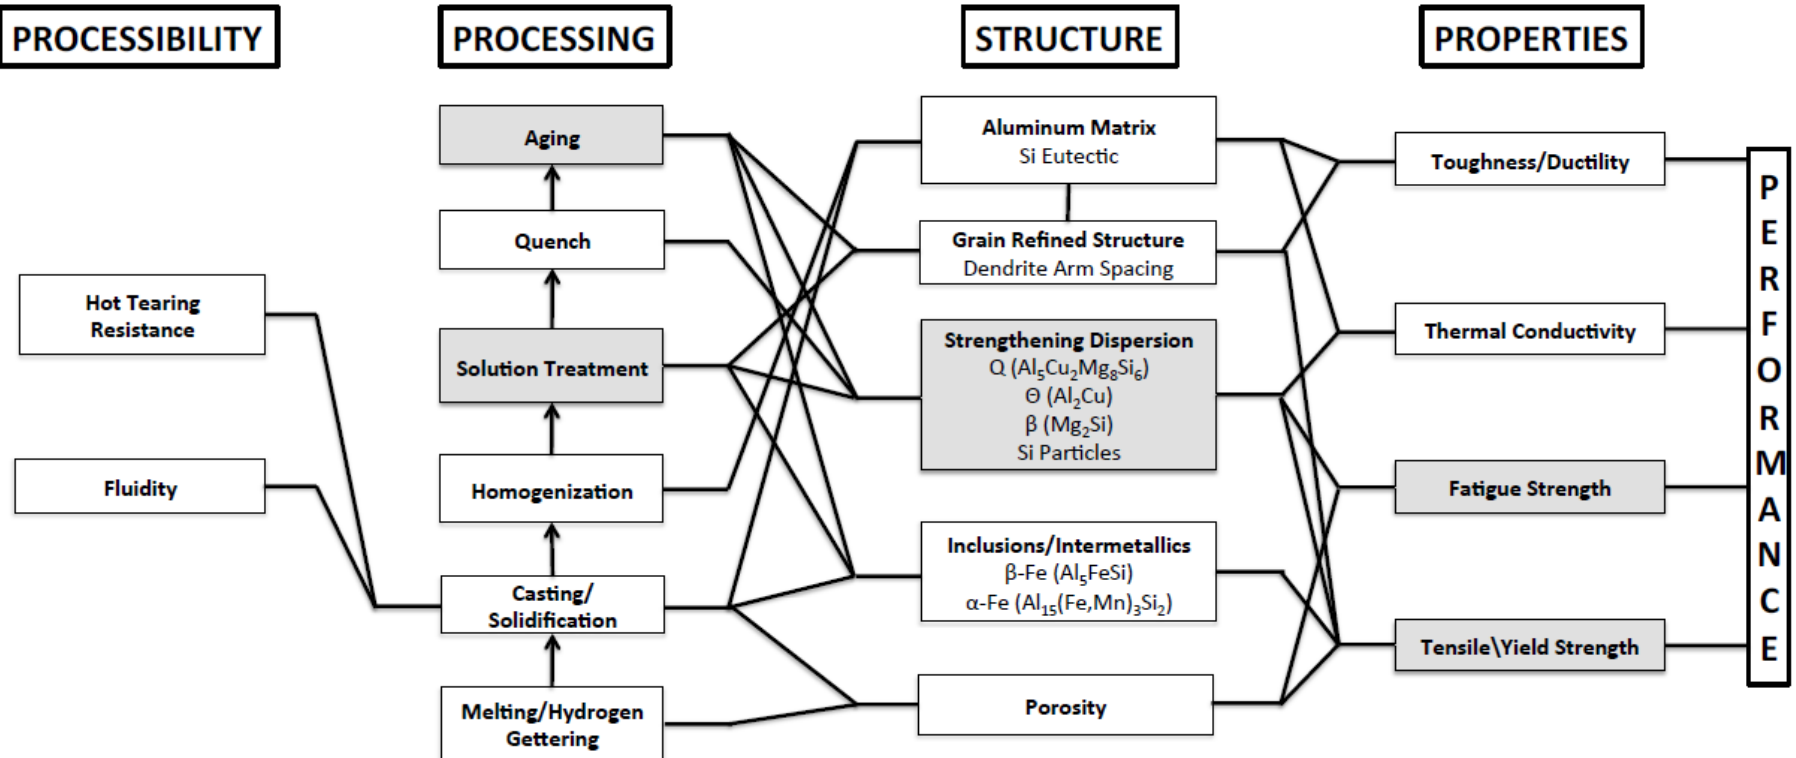 PROCESSIBILITY
PROCESSING
STRUCTURE
PROPERTIES
Hot Tearing
Resistance
Fluidity
Aging
Quench
Solution Treatment
Homogenization
Casting/
Solidification
Melting/Hydrogen
Gettering
Aluminum Matrix
Si Eutectic
Grain Refined Structure
Dendrite Arm Spacing
Strengthening Dispersion
Q (Al₅Cu₂Mg₈Si₆)
Θ (Al₂Cu)
β (Mg₂Si)
Si Particles
Inclusions/Intermetallics
β-Fe (Al₅FeSi)
α-Fe (Al₁₅(Fe,Mn)₃Si₂)
Porosity
Toughness/Ductility
Thermal Conductivity
Fatigue Strength
Tensile\Yield Strength
PERFORMANCE